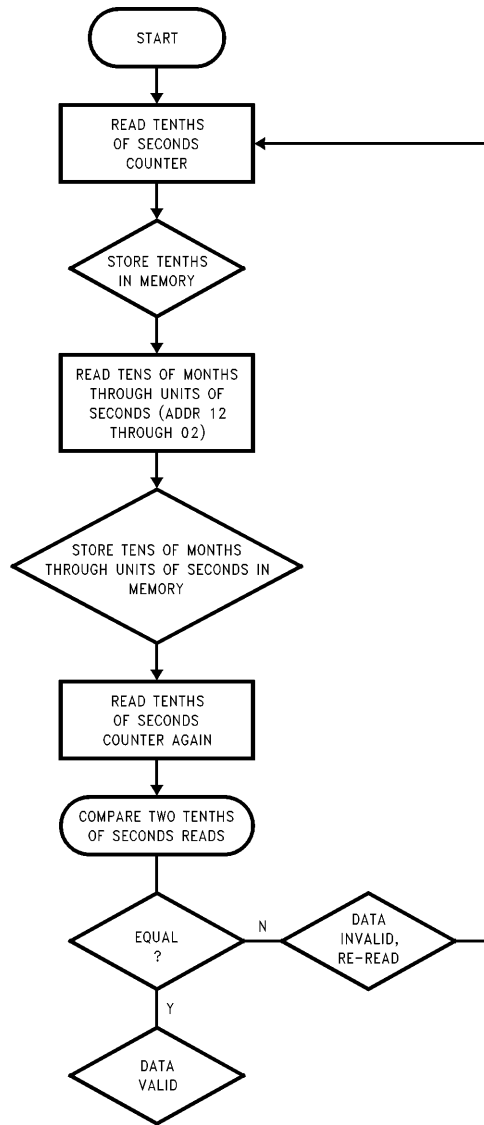 START
READ TENTHS
OF SECONDS
COUNTER
STORE TENTHS
IN MEMORY
READ TENS OF MONTHS
THROUGH UNITS OF
SECONDS (ADDR 12
THROUGH 02)
STORE TENS OF MONTHS
THROUGH UNITS OF SECONDS IN
MEMORY
READ TENTHS
OF SECONDS
COUNTER AGAIN
COMPARE TWO TENTHS
OF SECONDS READS
EQUAL
?
N
DATA
INVALID,
RE-READ
Y
DATA
VALID